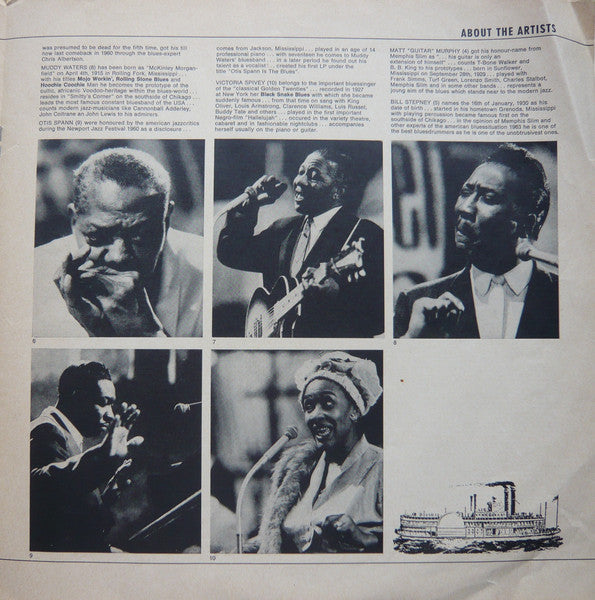 ABOUT THE ARTISTS
was presumed to be dead for the fifth time, got his till
how last comeback in 1960 through the blues-expert
Chris Albertson.
MUDDY WATERS (8) has been born as "McKinley Morgan-
field" on April 4th, 1915 in Rolling Fork, Mississippi . . .
with his titles Mojo Workin', Rolling Stone Blues and
Hoochie Coochie Man he becomes the prototype of the
cultic, africanic Voodoo-heritage within the blues-world . .
resides in "Smitty's Corner" on the southside of Chikago . .
leads the most famous constant bluesband of the USA . . .
upands modern jazz-musicians like Cannonball Adderley,
John Coltrane an John Lewis to his admirers.
OTIS SPANN (9) were honoured by the american jazzcritics
during the Newport Jazz Festival 1960 as a disclosure . . .
comes from Jackson, Mississippi . . . played in an age of 14
professional piano . . . with seventeen he comes to Muddy
Waters' bluesband . . . in a later period he found out his
talent as a vocalist . . . created his first LP under the
title "Otis Spann In The Blues".
VICTORIA SPIVEY (10) belongs to the important bluessinger
of the "classical Golden Twenties" . . . recorded in 1927
at New York her Black Snake Blues with which she became
suddenly famous . . . from that time on song with King
Oliver, Louis Armstrong, Clarence Williams, Luis Russell,
Buddy Tate and others . . . played in the first important
Negro-film "Hallelujah" . . . occured in the variety theatre,
cabaret and in fashionable nightclubs . . . accompanies
herself usually on the piano or guitar.
MATT "GUITAR" MURPHY (4) got his honour-name from
Memphis Slim as " . . . his guitar is only an
extension of himself" . . . counts T-Bone Walker and
B. B. King to his prototypes . . . born in Sunflower,
Mississippi on September 28th, 1929 . . . played with
Frank Simone, Turf Green, Lorenzo Smith, Charles Stalbot,
Memphis Slim and in some other bands . . . represents a
young sim of the blues which stands near to the modern jazz.
BILL STEPNEY (5) names the 16th of January, 1930 as his
date of birth . . . started in his hometown Grenada, Mississippi
with playing percussion became famous first on the
southside of Chikago . . . in the opinion of Memphis Slim and
other experts of the american bluessituation 1963 he is one of
the best bluesdrummers as he is one of the unobtrusivest ones.
6
7
8
9
10